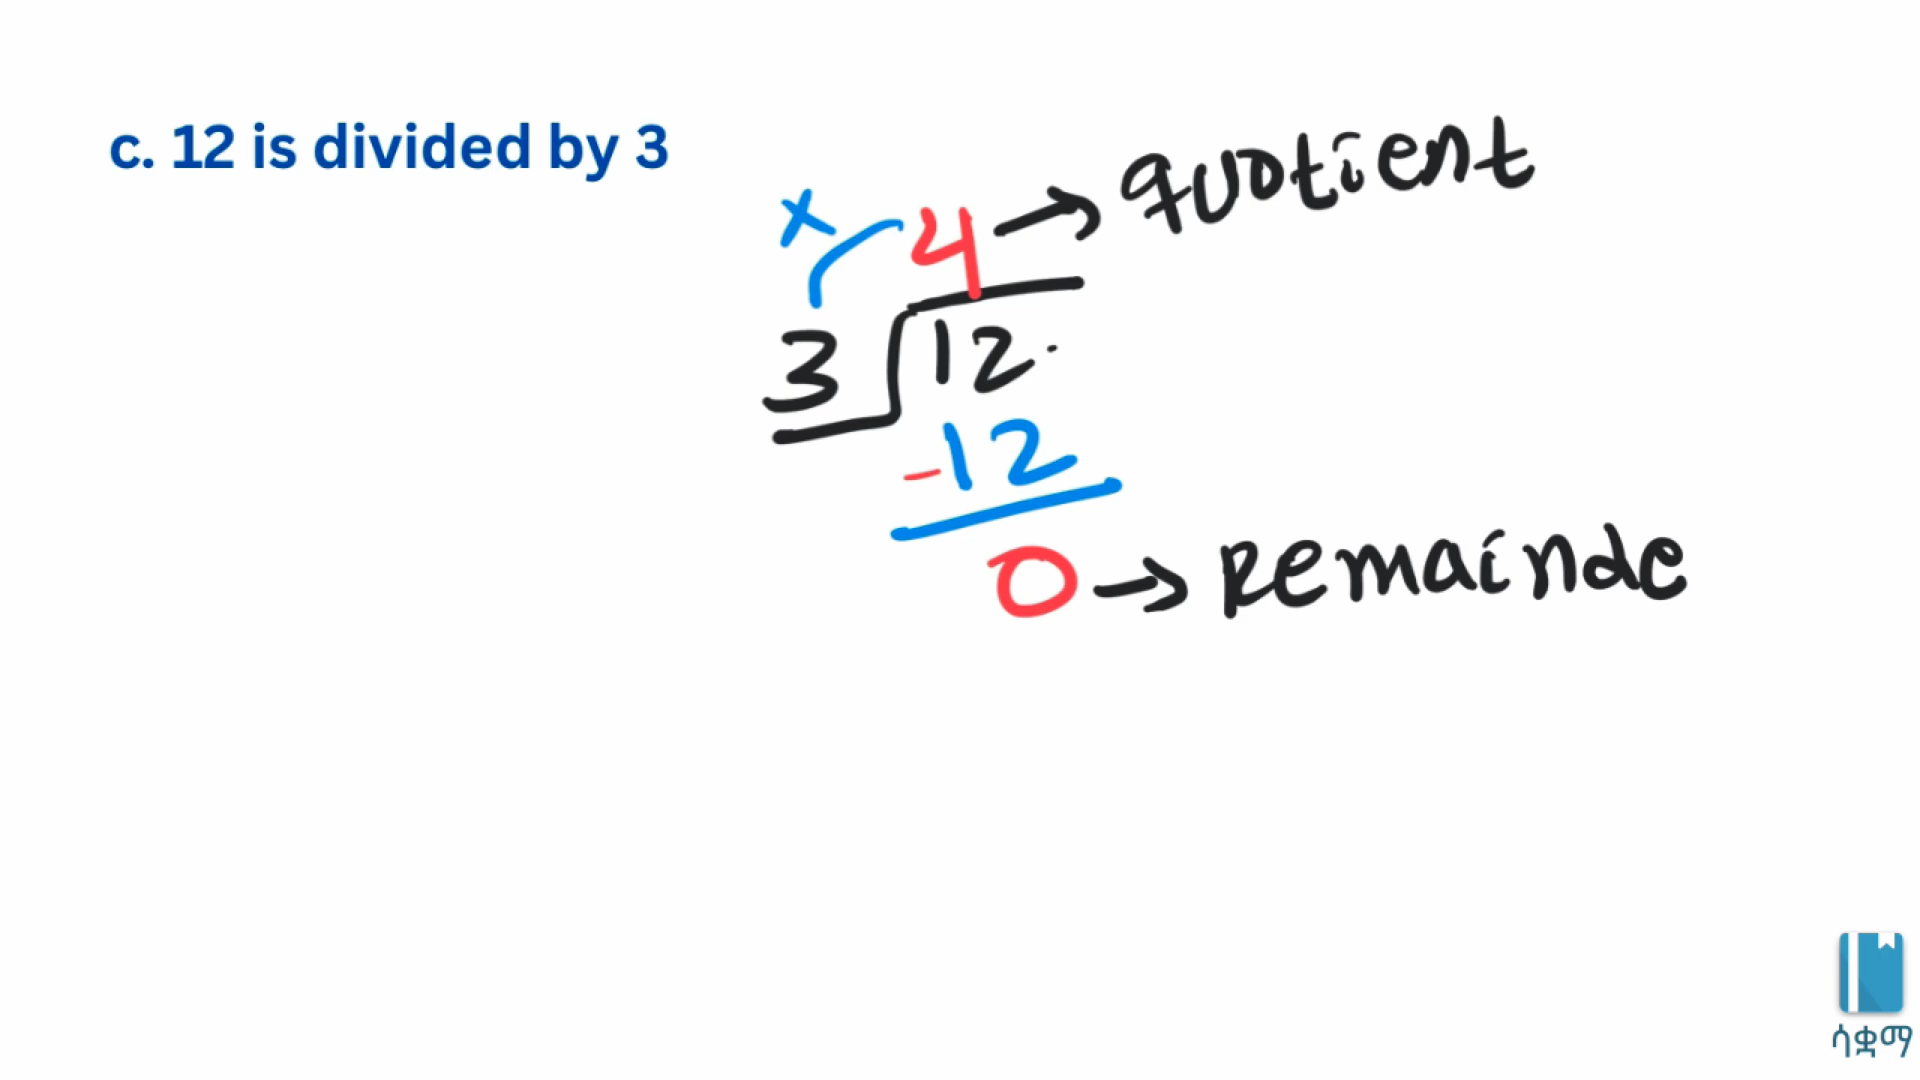 c. 12 is divided by 3
x 4 → quotient
3 12
-12
0 → Remainde
ሳቋማ